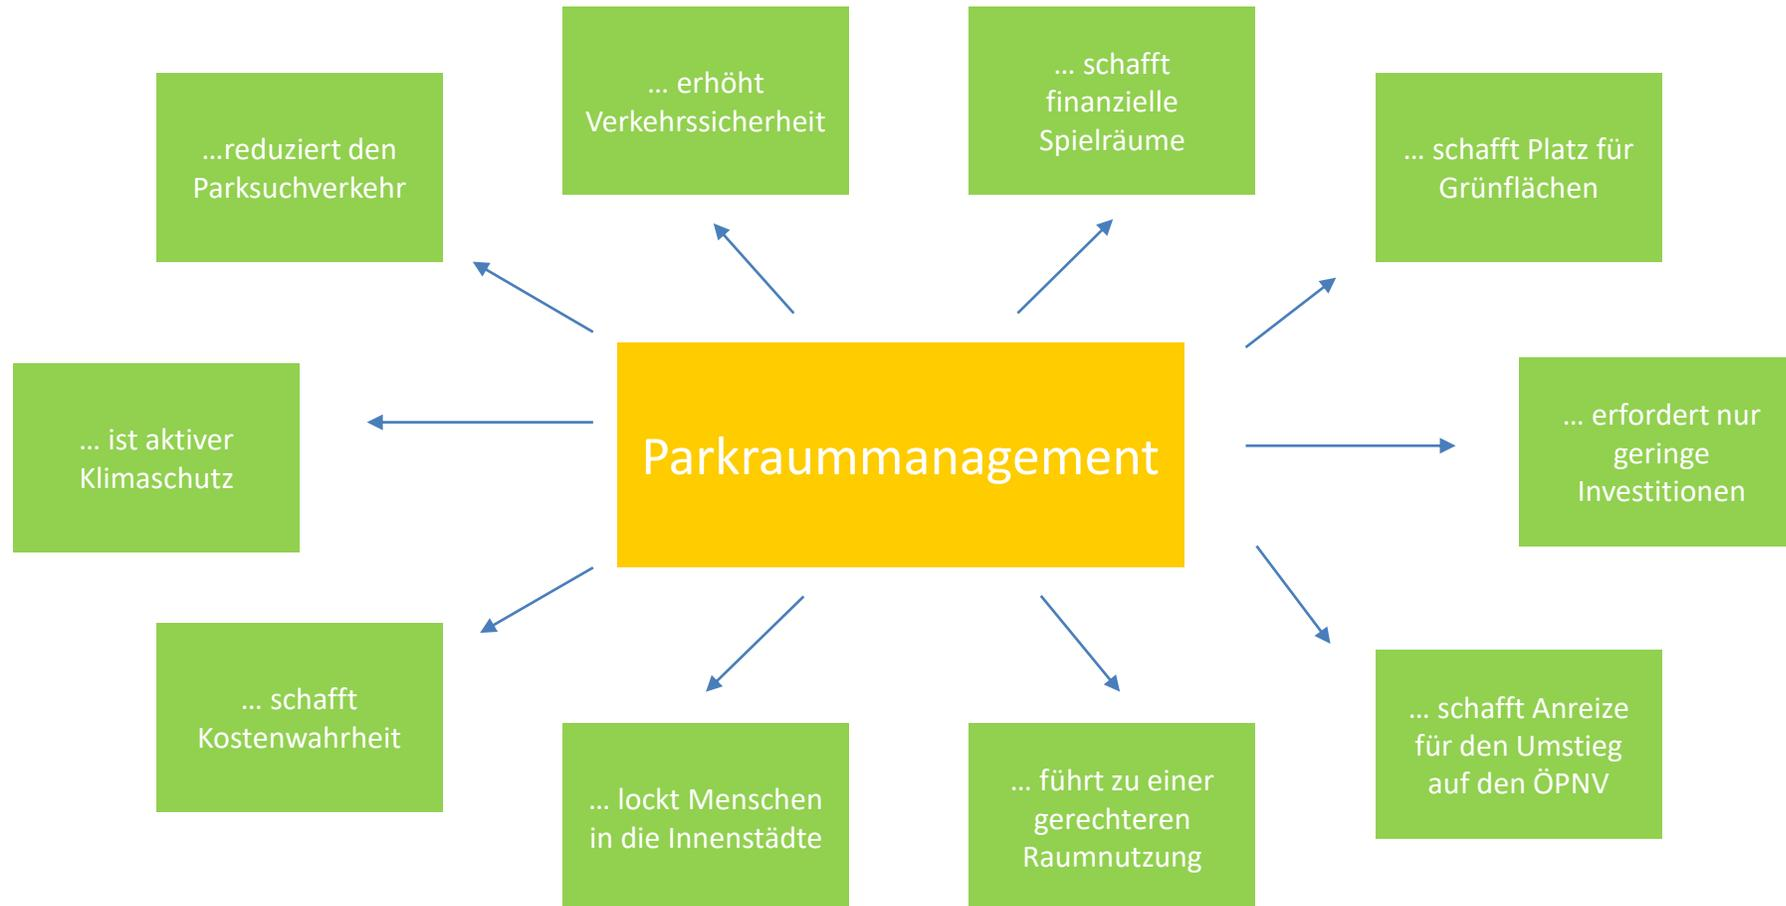 ... erhöht
Verkehrssicherheit
... schafft
finanzielle
Spielräume
...reduziert den
Parksuchverkehr
... schafft Platz für
Grünflächen
... ist aktiver
Klimaschutz
Parkraummanagement
... erfordert nur
geringe
Investitionen
... schafft
Kostenwahrheit
... lockt Menschen
in die Innenstädte
... führt zu einer
gerechteren
Raumnutzung
... schafft Anreize
für den Umstieg
auf den ÖPNV